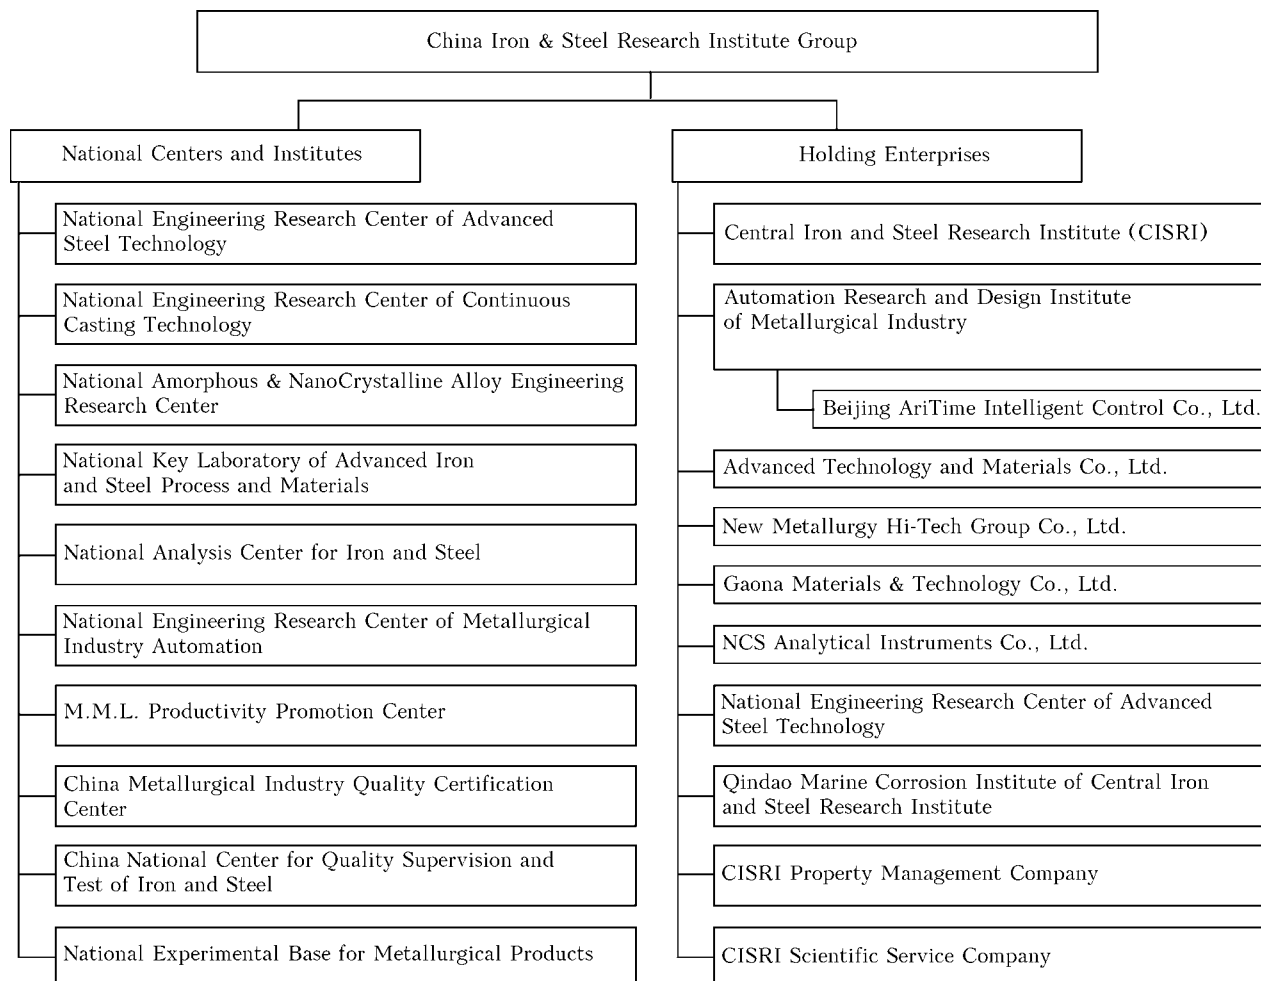 China Iron & Steel Research Institute Group
National Centers and Institutes
National Engineering Research Center of Advanced
Steel Technology
National Engineering Research Center of Continuous
Casting Technology
National Amorphous & NanoCrystalline Alloy Engineering
Research Center
National Key Laboratory of Advanced Iron
and Steel Process and Materials
National Analysis Center for Iron and Steel
National Engineering Research Center of Metallurgical
Industry Automation
M.M.L. Productivity Promotion Center
China Metallurgical Industry Quality Certification
Center
China National Center for Quality Supervision and
Test of Iron and Steel
National Experimental Base for Metallurgical Products
Holding Enterprises
Central Iron and Steel Research Institute (CISRI)
Automation Research and Design Institute
of Metallurgical Industry
Beijing AriTime Intelligent Control Co., Ltd.
Advanced Technology and Materials Co., Ltd.
New Metallurgy Hi-Tech Group Co., Ltd.
Gaona Materials & Technology Co., Ltd.
NCS Analytical Instruments Co., Ltd.
National Engineering Research Center of Advanced
Steel Technology
Qindao Marine Corrosion Institute of Central Iron
and Steel Research Institute
CISRI Property Management Company
CISRI Scientific Service Company